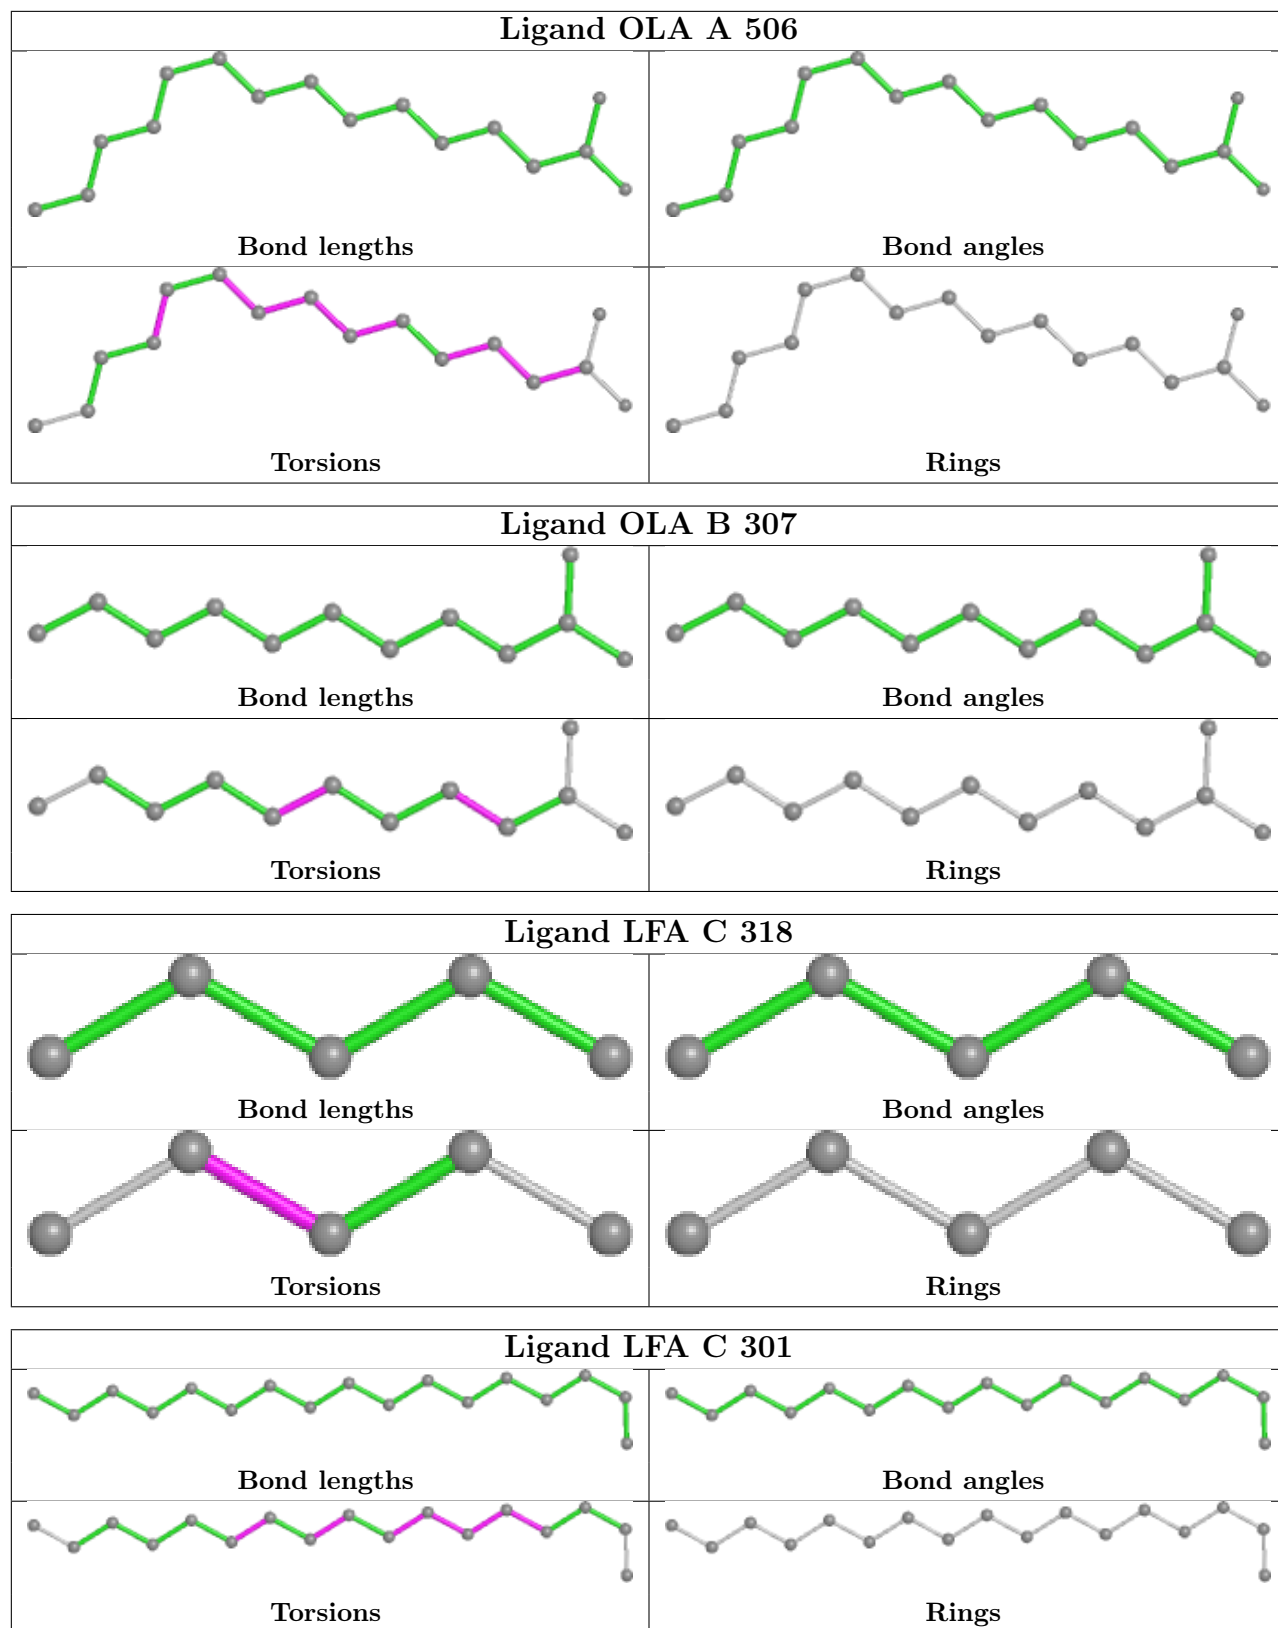 Ligand OLA A 506
Bond lengths
Bond angles
Torsions
Rings
Ligand OLA B 307
Bond lengths
Bond angles
Torsions
Rings
Ligand LFA C 318
Bond lengths
Bond angles
Torsions
Rings
Ligand LFA C 301
Bond lengths
Bond angles
Torsions
Rings